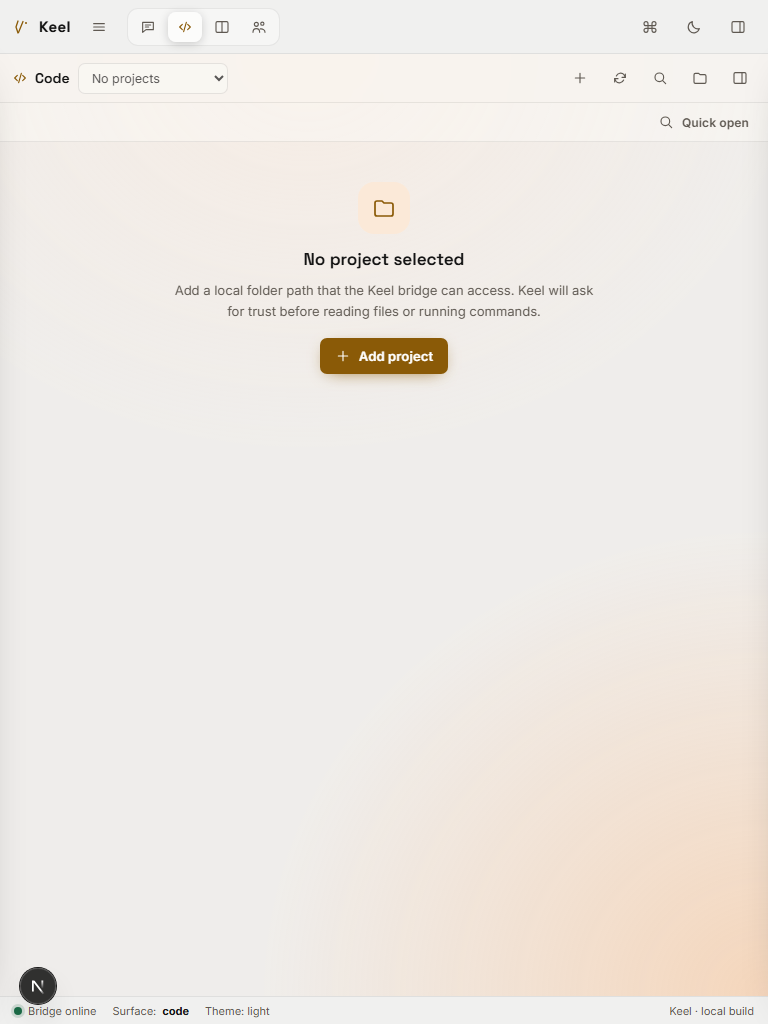 Keel
Code
No projects
Quick open
No project selected
Add a local folder path that the Keel bridge can access. Keel will ask
for trust before reading files or running commands.
Add project
N
Bridge online Surface: code Theme: light Keel · local build